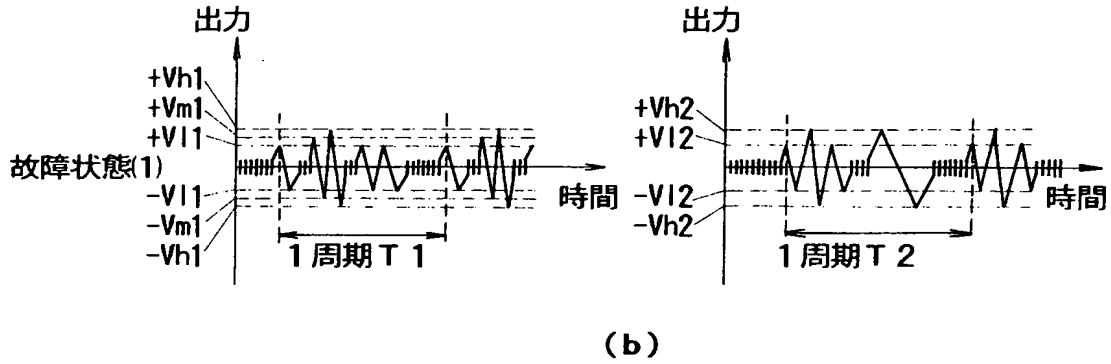 出力
+Vh1
+Vm1
+Vl1
故障状態(1)
-Vl1
-Vm1
-Vh1
時間
1周期T1
出力
+Vh2
+Vl2
-Vl2
-Vh2
時間
1周期T2
(b)